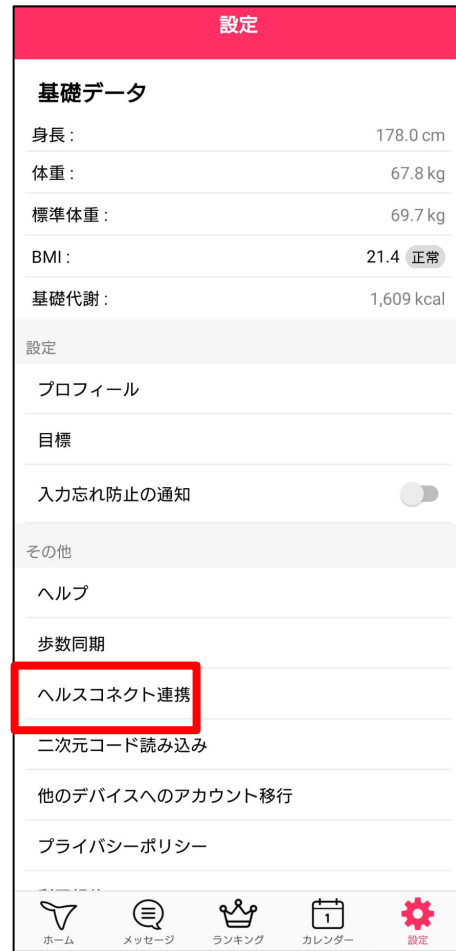 設定
基礎データ
身長: 178.0 cm
体重: 67.8 kg
標準体重: 69.7 kg
BMI: 21.4 正常
基礎代謝: 1,609 kcal
設定
プロフィール
目標
入力忘れ防止の通知
その他
ヘルプ
歩数同期
ヘルスコネクト連携
二次元コード読み込み
他のデバイスへのアカウント移行
プライバシーポリシー
1
ホーム メッセージ ランキング カレンダー 設定